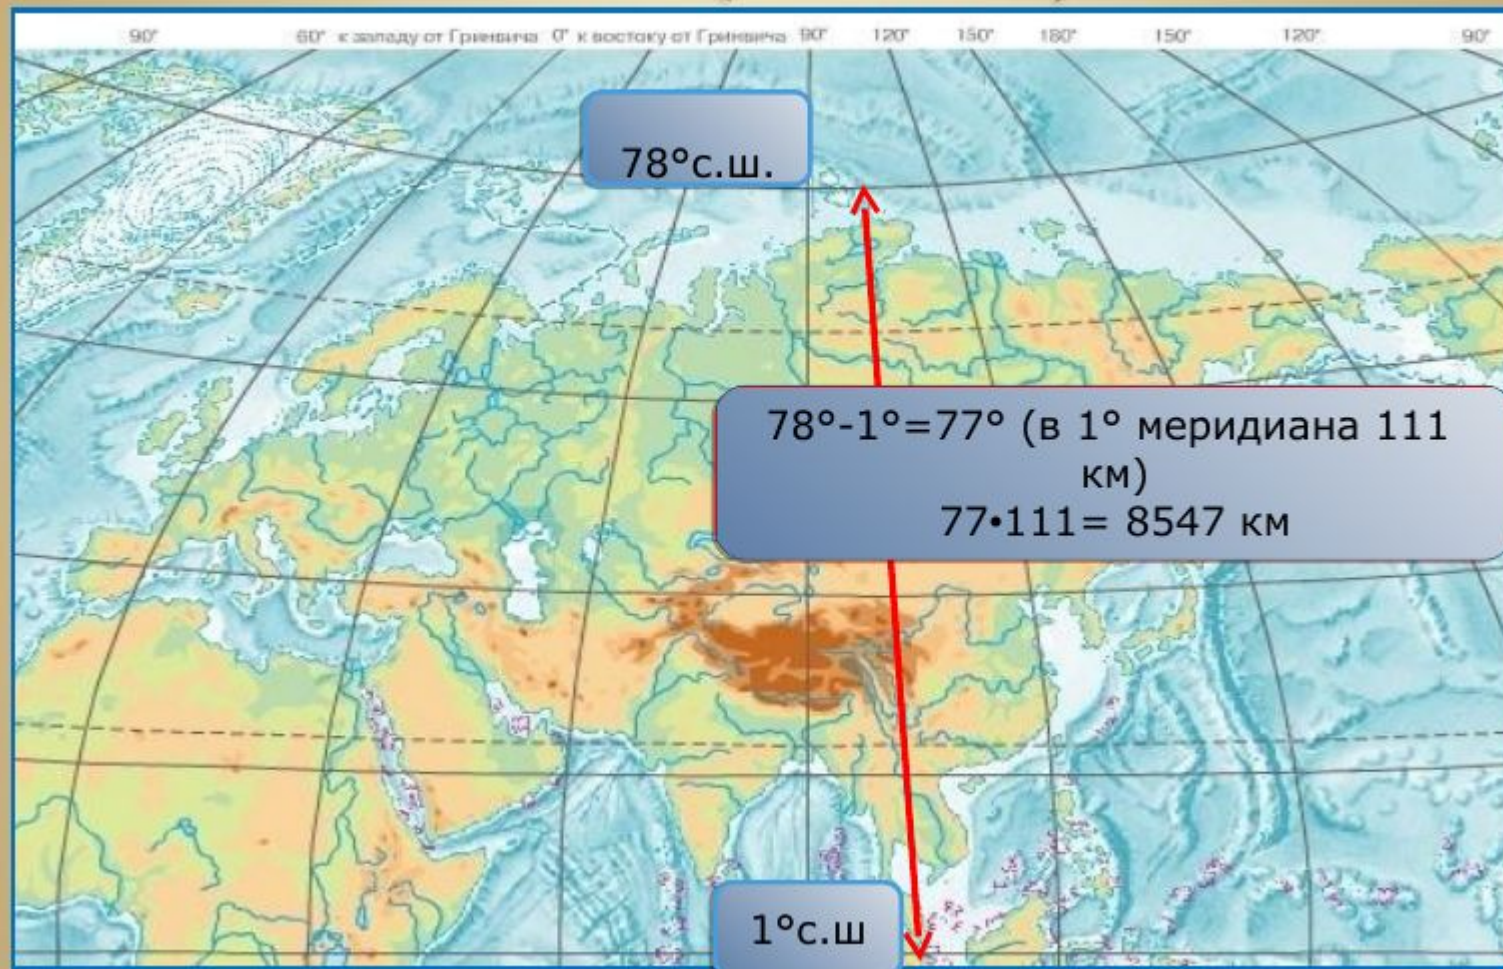 90° 60° к западу от Гринвича 0° к востоку от Гринвича 90° 120° 150° 180° 150° 120° 90°
78°с.ш.
78°-1°=77° (в 1° меридиана 111
км)
77•111= 8547 км
1°с.ш